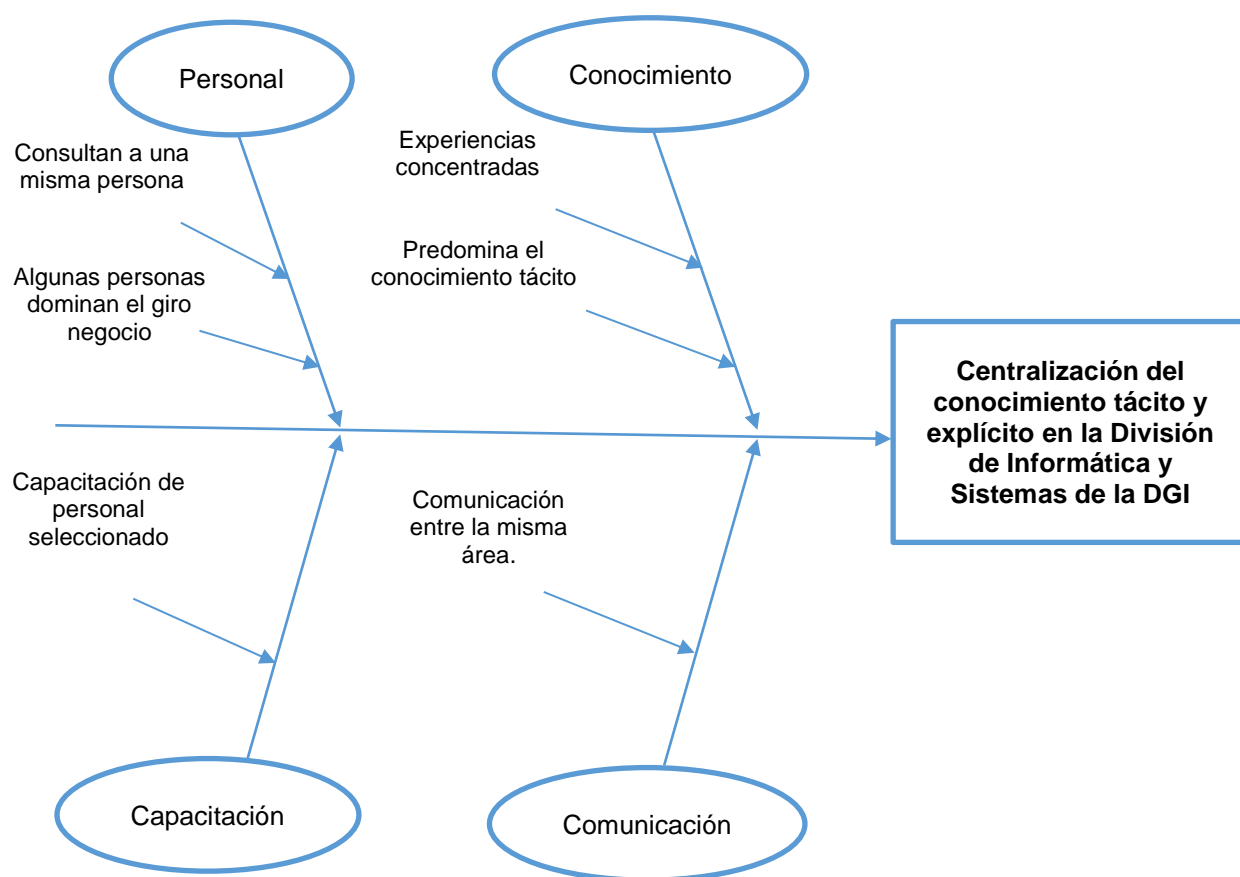 Personal
Conocimiento
Consultan a una
misma persona
Experiencias
concentradas
Algunas personas
dominan el giro
negocio
Predomina el
conocimiento tácito
Centralización del
conocimiento tácito y
explícito en la División
de Informática y
Sistemas de la DGI
Capacitación de
personal
seleccionado
Comunicación
entre la misma
área.
Capacitación
Comunicación